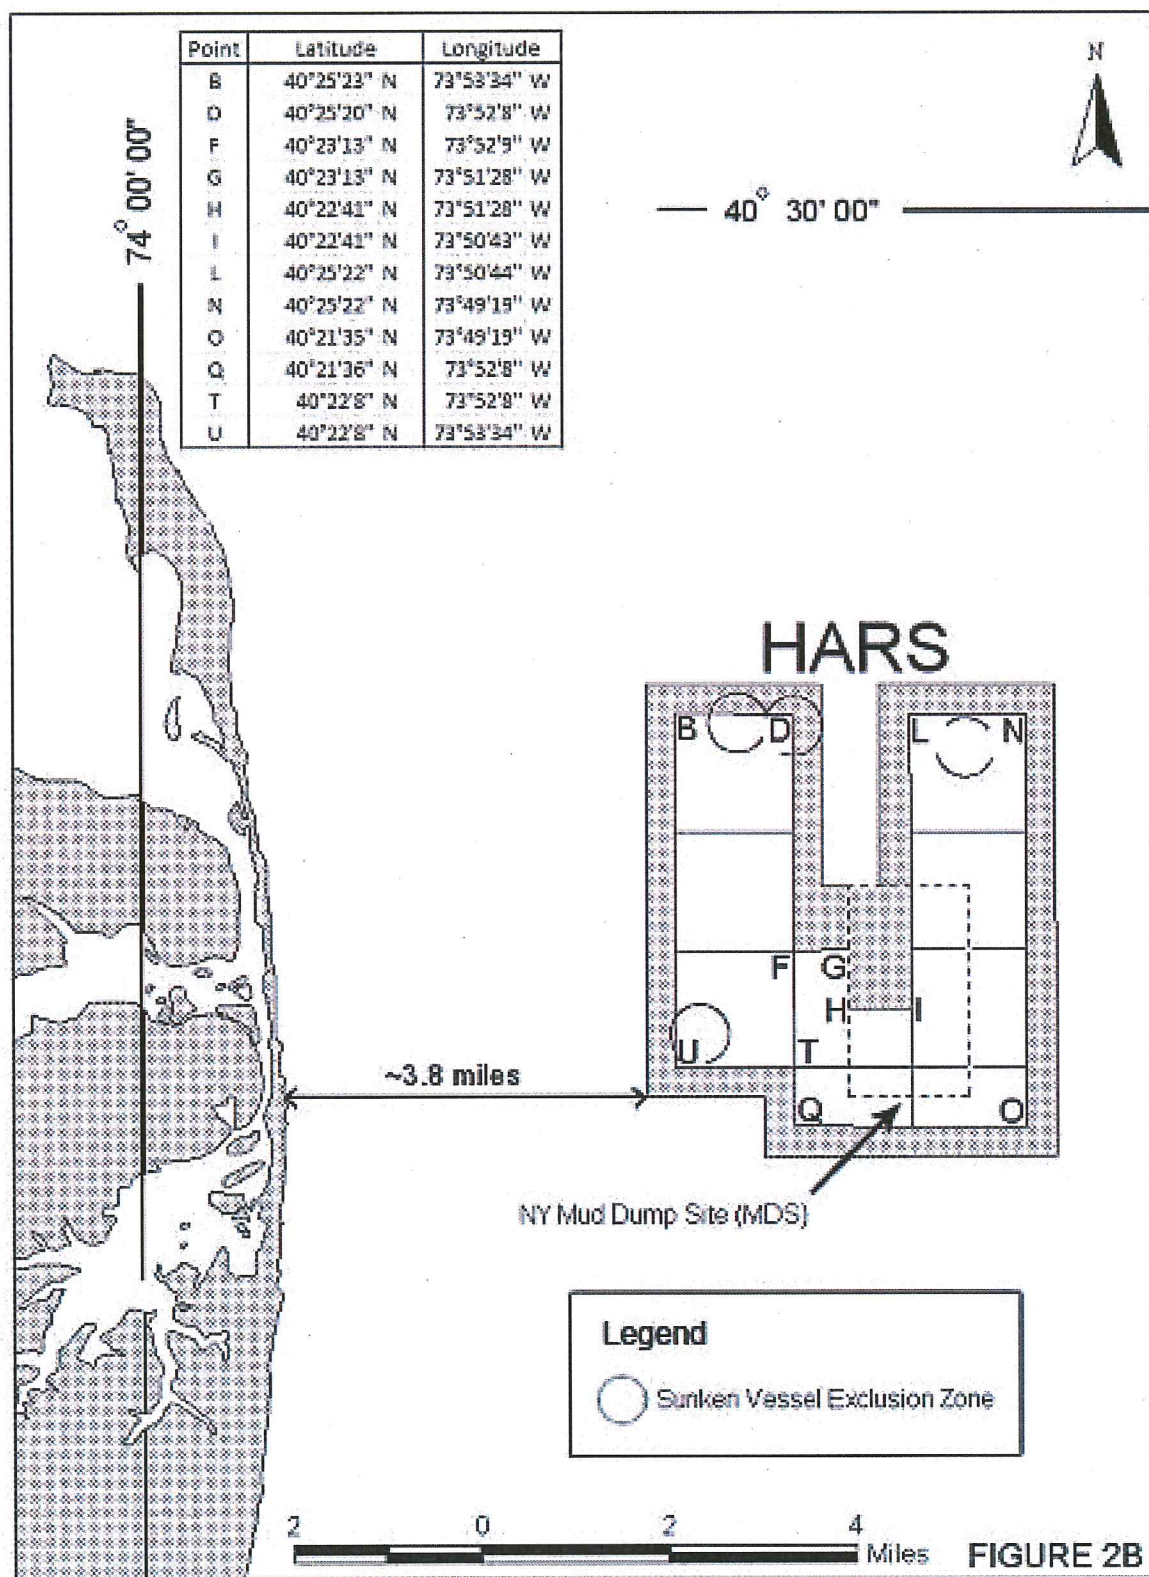 Point Latitude Longitude
B 40°25'23" N 73°53'34" W
D 40°25'20" N 73°52'8" W
F 40°23'13" N 73°52'9" W
G 40°23'13" N 73°51'28" W
H 40°22'41" N 73°51'28" W
I 40°22'41" N 73°50'43" W
L 40°25'22" N 73°50'44" W
N 40°25'22" N 73°49'19" W
O 40°21'35" N 73°49'19" W
Q 40°21'36" N 73°52'8" W
T 40°22'8" N 73°52'8" W
U 40°22'8" N 73°53'34" W
N
74° 00' 00"
40° 30' 00"
HARS
B D L N
F G
H I
U T
~3.8 miles
Q O
NY Mud Dump Site (MDS)
Legend
Sunken Vessel Exclusion Zone
2 0 2 4
Miles FIGURE 2B